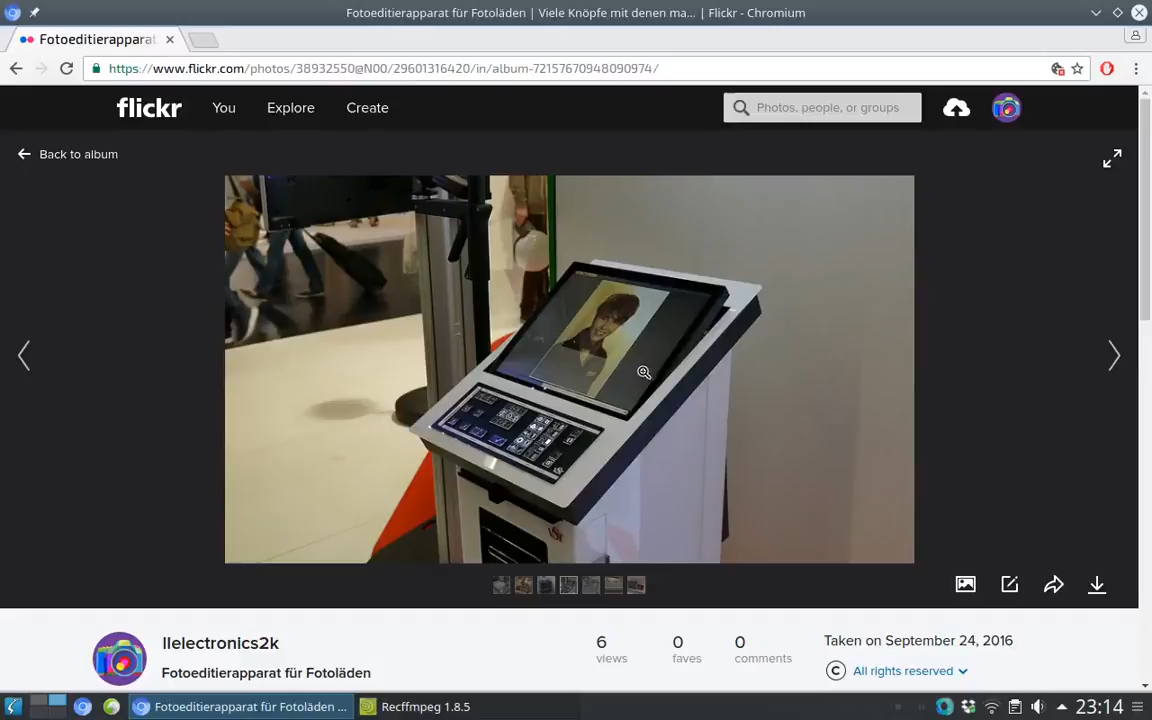 Fotoeditierapparat für Fotoläden | Viele Knöpfe mit denen ma... | Flickr - Chromium
Fotoeditierapparat
https://www.flickr.com/photos/38932550@N00/29601316420/in/album-72157670948090974/
flickr
You
Explore
Create
Photos, people, or groups
Back to album
llelectronics2k
Fotoeditierapparat für Fotoläden
6
views
0
faves
0
comments
Taken on September 24, 2016
All rights reserved
Fotoeditierapparat für Fotoläden ...
Recffmpeg 1.8.5
23:14